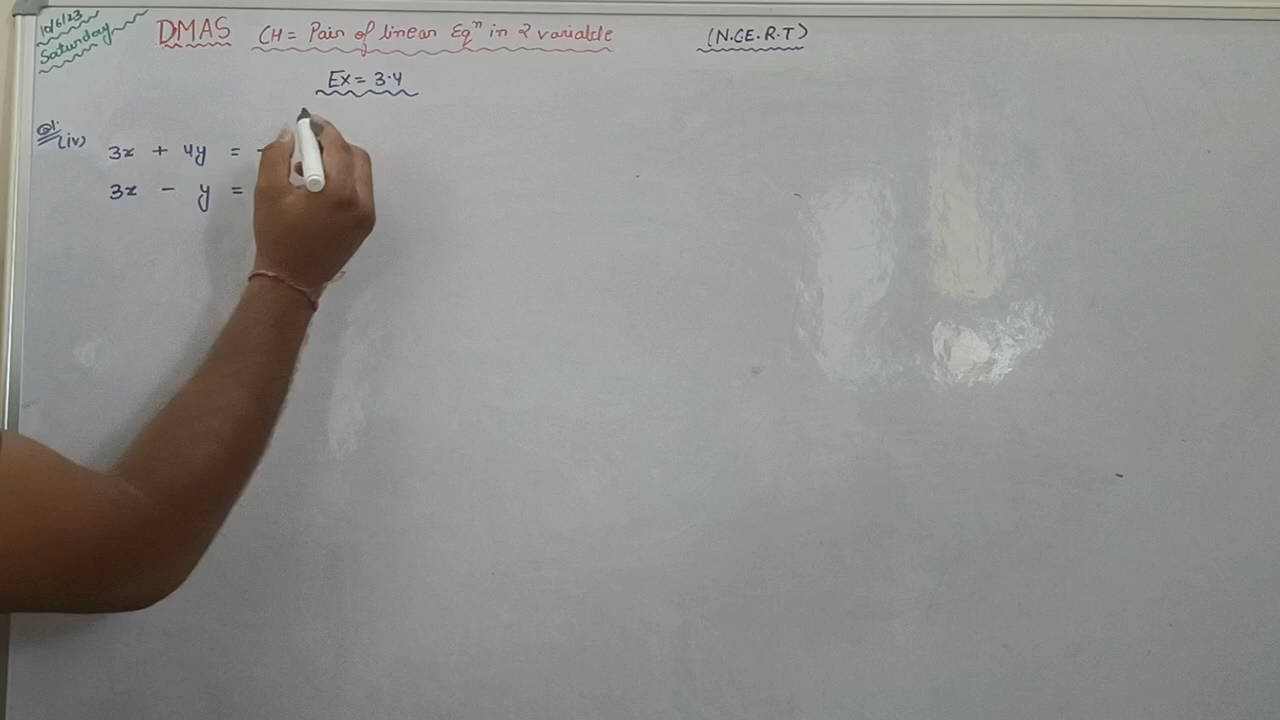 10/6/23
Saturday
DMAS CH = Pair of linear Eqⁿ in 2 variable (N.C.E.R.T)
Ex = 3.4
Q1. (iv) 3x + 4y = -
3x - y =